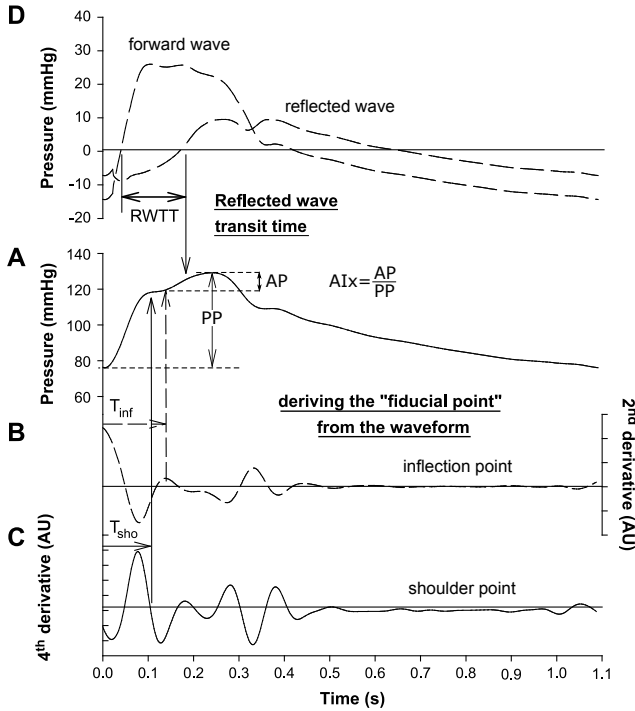 D
40
30
20
10
0
-10
-20
Pressure (mmHg)
forward wave
reflected wave
RWTT
Reflected wave
transit time
A
140
120
100
80
60
Pressure (mmHg)
AP
PP
AIx=AP/PP
T inf
deriving the "fiducial point"
from the waveform
B
inflection point
2nd derivative (AU)
T sho
C
4th derivative (AU)
shoulder point
0.0 0.1 0.2 0.3 0.4 0.5 0.6 0.7 0.8 0.9 1.0 1.1
Time (s)